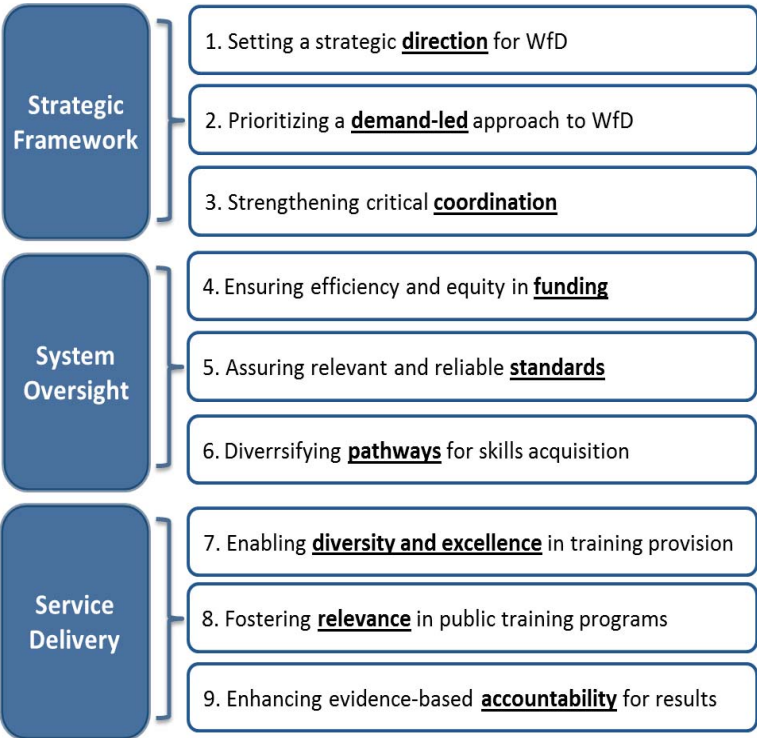 Strategic
Framework
1. Setting a strategic direction for WfD
2. Prioritizing a demand-led approach to WfD
3. Strengthening critical coordination
System
Oversight
4. Ensuring efficiency and equity in funding
5. Assuring relevant and reliable standards
6. Diverrsifying pathways for skills acquisition
Service
Delivery
7. Enabling diversity and excellence in training provision
8. Fostering relevance in public training programs
9. Enhancing evidence-based accountability for results